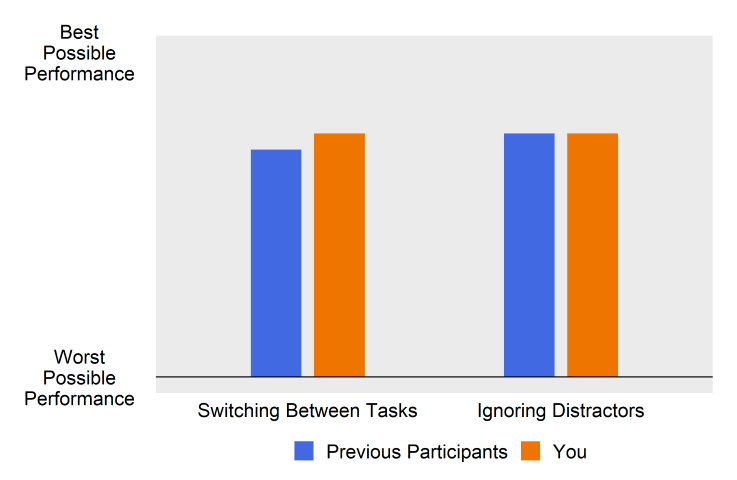 Best
Possible
Performance
Worst
Possible
Performance
Switching Between Tasks
Ignoring Distractors
Previous Participants
You